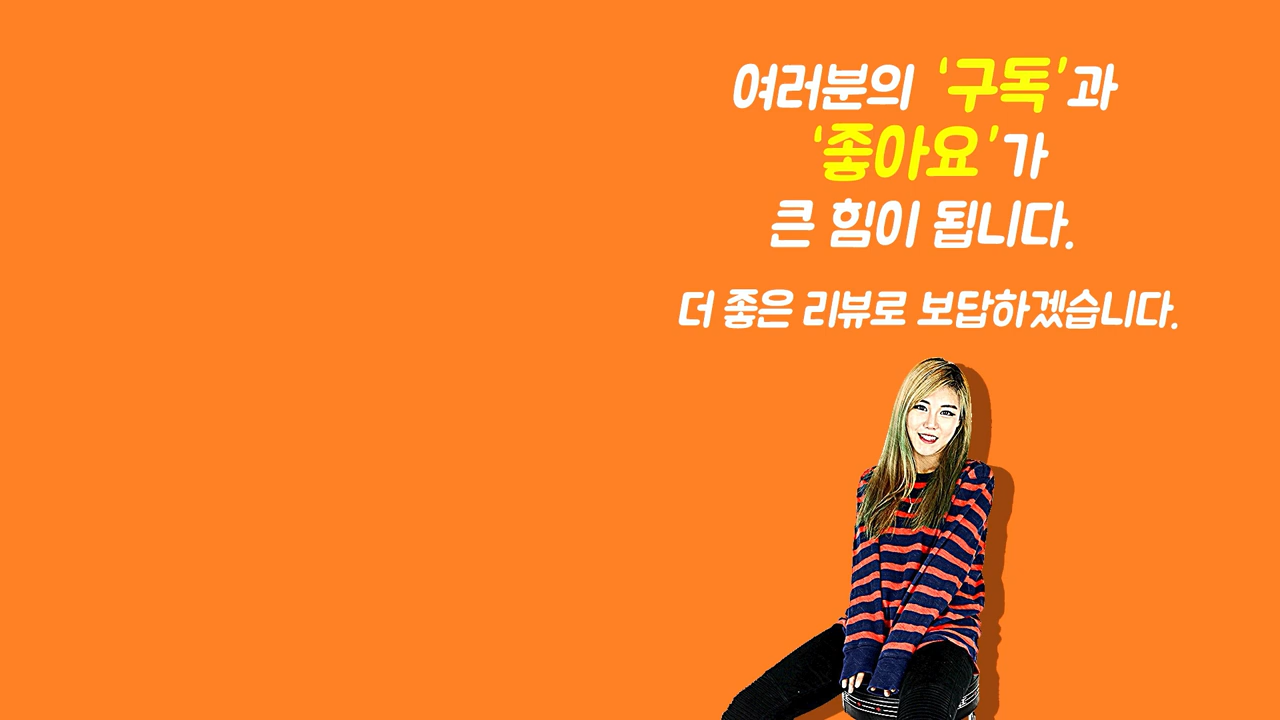 여러분의 '구독'과
'좋아요'가
큰 힘이 됩니다.
더 좋은 리뷰로 보답하겠습니다.